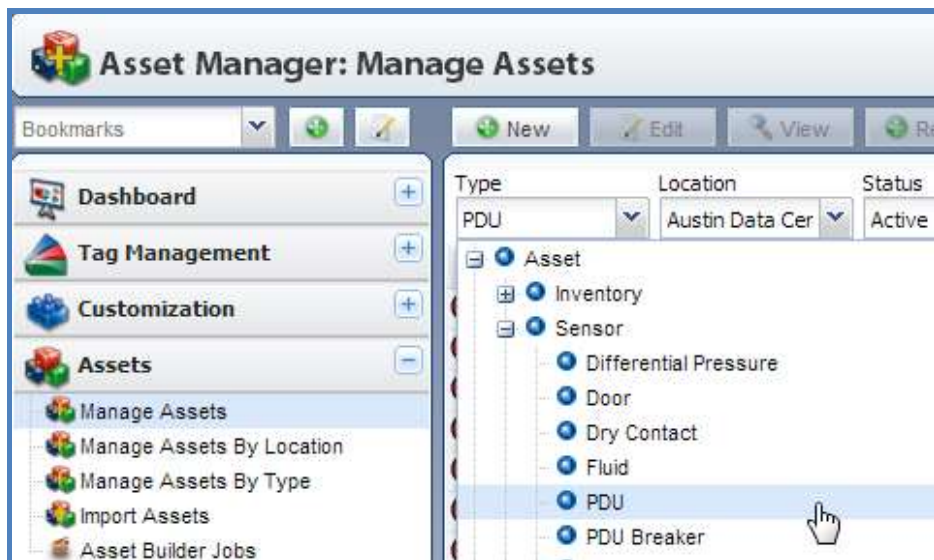 Asset Manager: Manage Assets
Bookmarks
New Edit View
Dashboard
Tag Management
Customization
Assets
Manage Assets
Manage Assets By Location
Manage Assets By Type
Import Assets
Asset Builder Jobs
Type Location Status
PDU Austin Data Cer Active
Asset
Inventory
Sensor
Differential Pressure
Door
Dry Contact
Fluid
PDU
PDU Breaker